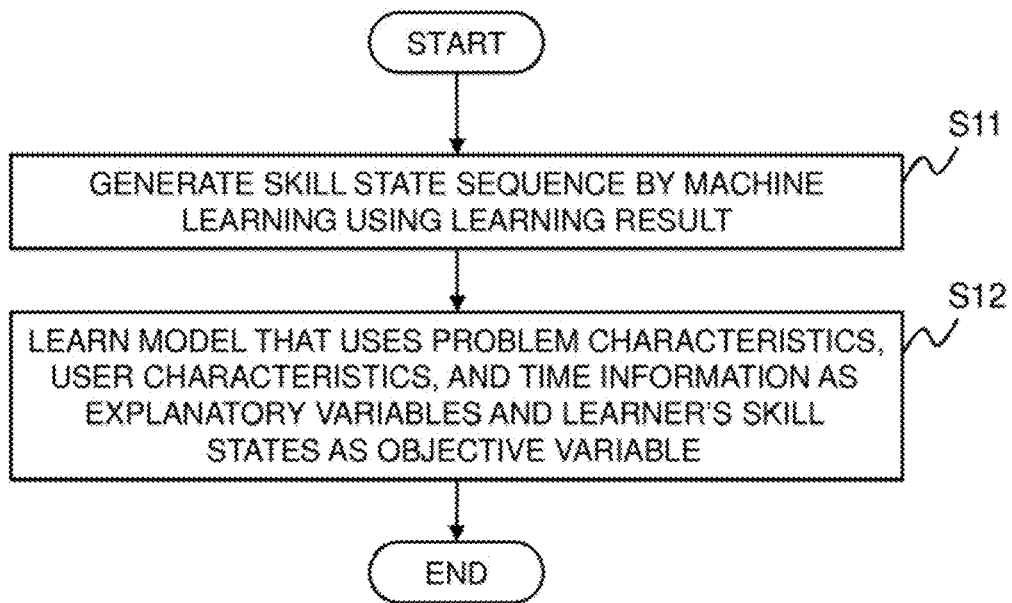 START
S11
GENERATE SKILL STATE SEQUENCE BY MACHINE
LEARNING USING LEARNING RESULT
S12
LEARN MODEL THAT USES PROBLEM CHARACTERISTICS,
USER CHARACTERISTICS, AND TIME INFORMATION AS
EXPLANATORY VARIABLES AND LEARNER'S SKILL
STATES AS OBJECTIVE VARIABLE
END